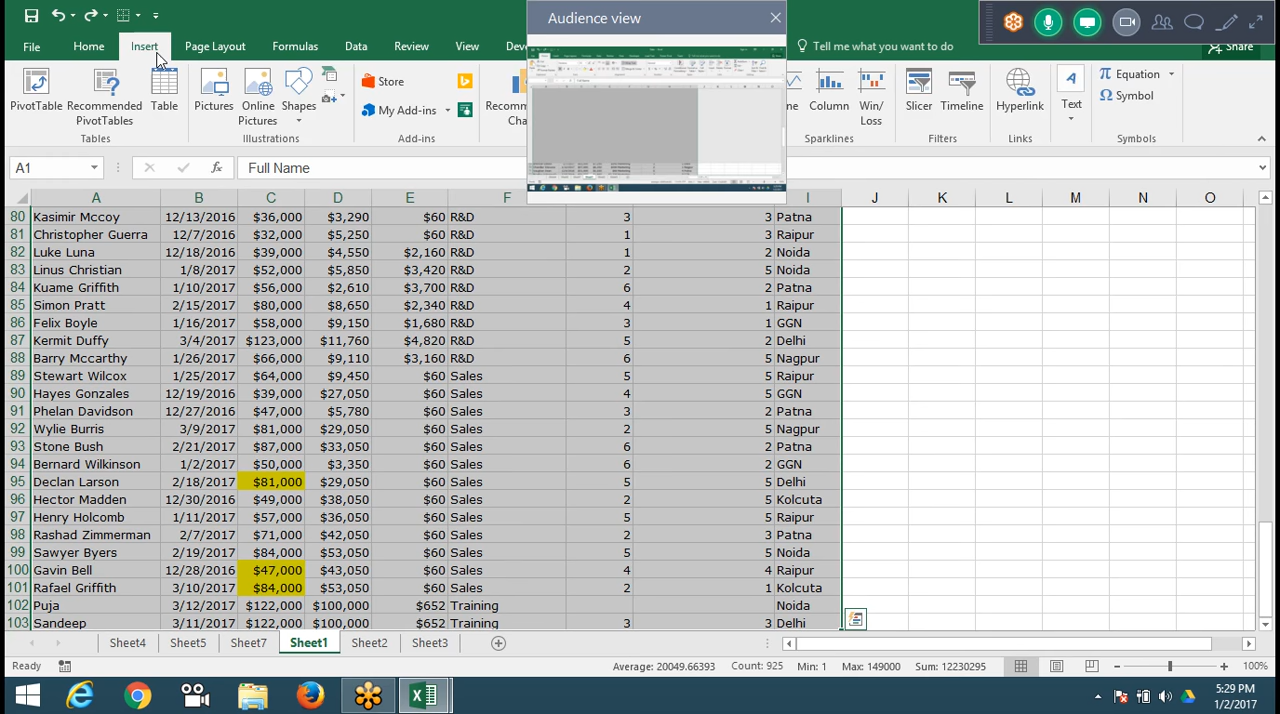 Audience view
File Home Insert Page Layout Formulas Data Review View Tell me what you want to do Share
PivotTable Recommended PivotTables Table Pictures Online Pictures Shapes Store My Add-ins Column Win/Loss Slicer Timeline Hyperlink Text Equation Symbol
Tables Illustrations Add-ins Sparklines Filters Links Symbols
A1 fx Full Name
A B C D E F I J K L M N O
80 Kasimir Mccoy 12/13/2016 $36,000 $3,290 $60 R&D 3 3 Patna
81 Christopher Guerra 12/7/2016 $32,000 $5,250 $60 R&D 1 3 Raipur
82 Luke Luna 12/18/2016 $39,000 $4,550 $2,160 R&D 1 2 Noida
83 Linus Christian 1/8/2017 $52,000 $5,850 $3,420 R&D 2 5 Noida
84 Kuame Griffith 1/10/2017 $56,000 $2,610 $3,700 R&D 6 2 Patna
85 Simon Pratt 2/15/2017 $80,000 $8,650 $2,340 R&D 4 1 Raipur
86 Felix Boyle 1/16/2017 $58,000 $9,150 $1,680 R&D 3 1 GGN
87 Kermit Duffy 3/4/2017 $123,000 $11,760 $4,820 R&D 5 2 Delhi
88 Barry Mccarthy 1/26/2017 $66,000 $9,110 $3,160 R&D 6 5 Nagpur
89 Stewart Wilcox 1/25/2017 $64,000 $9,450 $60 Sales 5 5 Raipur
90 Hayes Gonzales 12/19/2016 $39,000 $27,050 $60 Sales 4 5 GGN
91 Phelan Davidson 12/27/2016 $47,000 $5,780 $60 Sales 3 2 Patna
92 Wylie Burris 3/9/2017 $81,000 $29,050 $60 Sales 2 5 Nagpur
93 Stone Bush 2/21/2017 $87,000 $33,050 $60 Sales 6 2 Patna
94 Bernard Wilkinson 1/2/2017 $50,000 $3,350 $60 Sales 6 2 GGN
95 Declan Larson 2/18/2017 $81,000 $29,050 $60 Sales 5 5 Delhi
96 Hector Madden 12/30/2016 $49,000 $38,050 $60 Sales 2 5 Kolcuta
97 Henry Holcomb 1/11/2017 $57,000 $36,050 $60 Sales 5 5 Raipur
98 Rashad Zimmerman 2/7/2017 $71,000 $42,050 $60 Sales 2 3 Patna
99 Sawyer Byers 2/19/2017 $84,000 $53,050 $60 Sales 5 5 Noida
100 Gavin Bell 12/28/2016 $47,000 $43,050 $60 Sales 4 4 Raipur
101 Rafael Griffith 3/10/2017 $84,000 $53,050 $60 Sales 2 1 Kolcuta
102 Puja 3/12/2017 $122,000 $100,000 $652 Training Noida
103 Sandeep 3/11/2017 $122,000 $100,000 $652 Training 3 3 Delhi
Sheet4 Sheet5 Sheet7 Sheet1 Sheet2 Sheet3
Ready Average: 20049.66393 Count: 925 Min: 1 Max: 149000 Sum: 12230295 100%
5:29 PM
1/2/2017